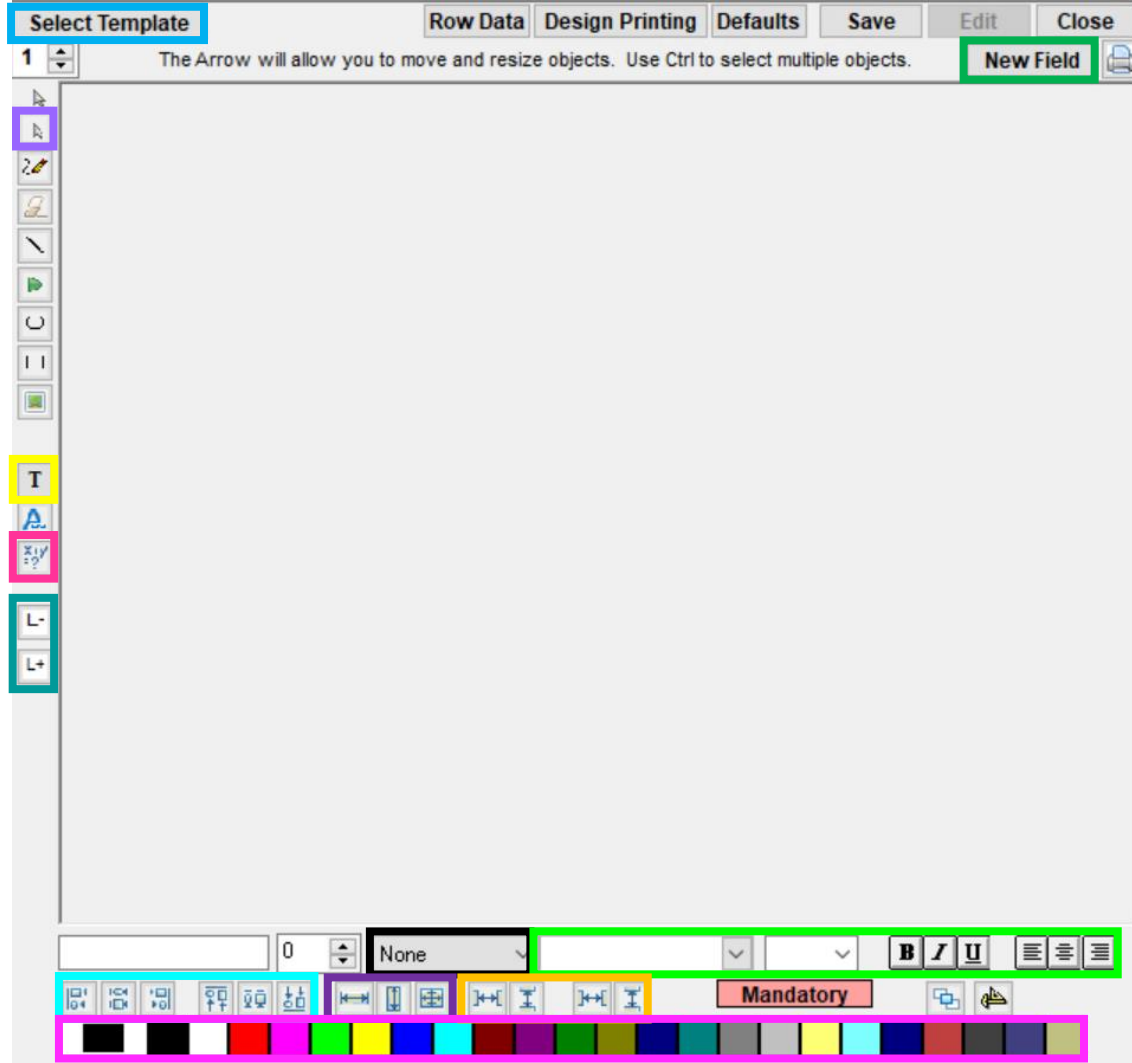 Select Template Row Data Design Printing Defaults Save Edit Close
1 The Arrow will allow you to move and resize objects. Use Ctrl to select multiple objects. New Field
T
A
x+y
=?
L-
L+
0 None B I U
Mandatory